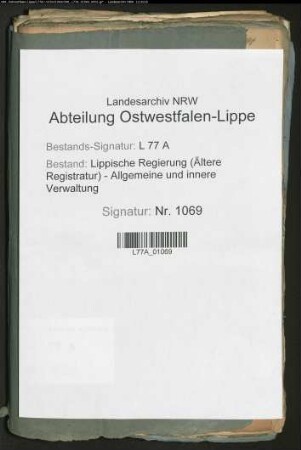 Landesarchiv NRW
Abteilung Ostwestfalen-Lippe
Bestands-Signatur: L 77 A
Bestand: Lippische Regierung (Ältere
Registratur) - Allgemeine und innere
Verwaltung
Signatur: Nr. 1069
L77A_01069